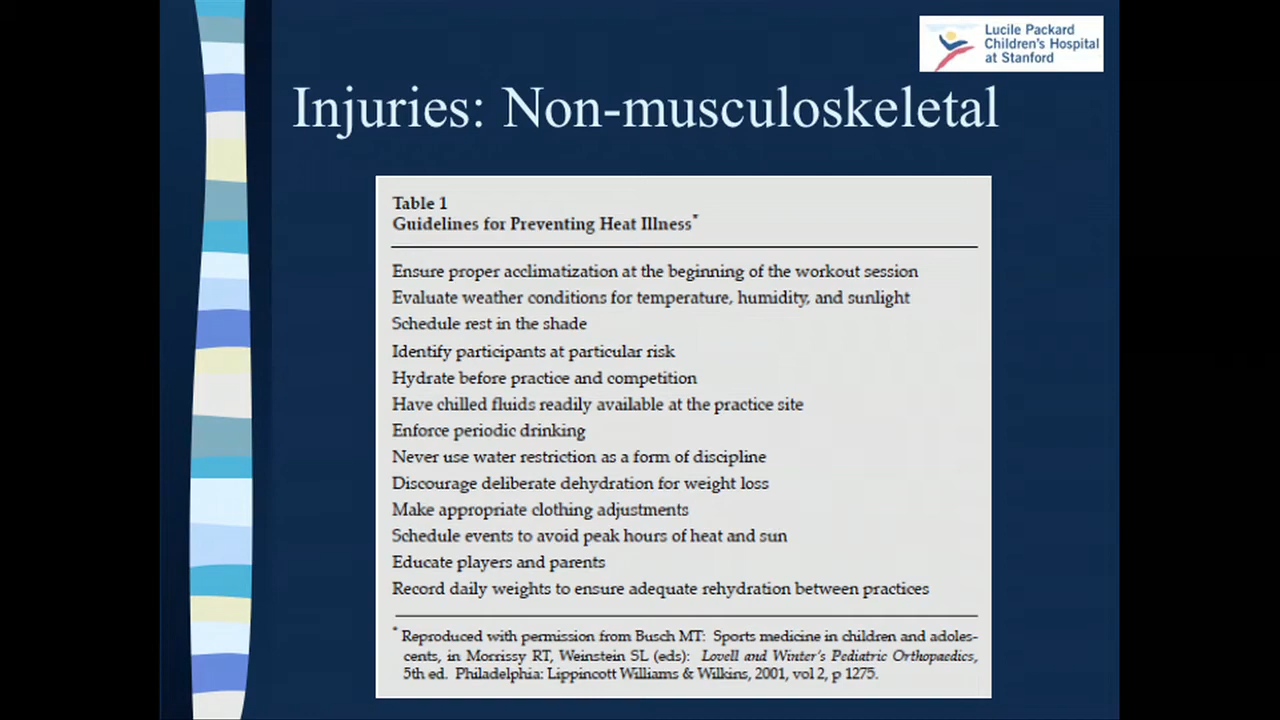 Lucile Packard
Children's Hospital
at Stanford
Injuries: Non-musculoskeletal
Table 1
Guidelines for Preventing Heat Illness*
Ensure proper acclimatization at the beginning of the workout session
Evaluate weather conditions for temperature, humidity, and sunlight
Schedule rest in the shade
Identify participants at particular risk
Hydrate before practice and competition
Have chilled fluids readily available at the practice site
Enforce periodic drinking
Never use water restriction as a form of discipline
Discourage deliberate dehydration for weight loss
Make appropriate clothing adjustments
Schedule events to avoid peak hours of heat and sun
Educate players and parents
Record daily weights to ensure adequate rehydration between practices
* Reproduced with permission from Busch MT: Sports medicine in children and adoles-
cents, in Morrissy RT, Weinstein SL (eds): Lovell and Winter's Pediatric Orthopaedics,
5th ed. Philadelphia: Lippincott Williams & Wilkins, 2001, vol 2, p 1275.